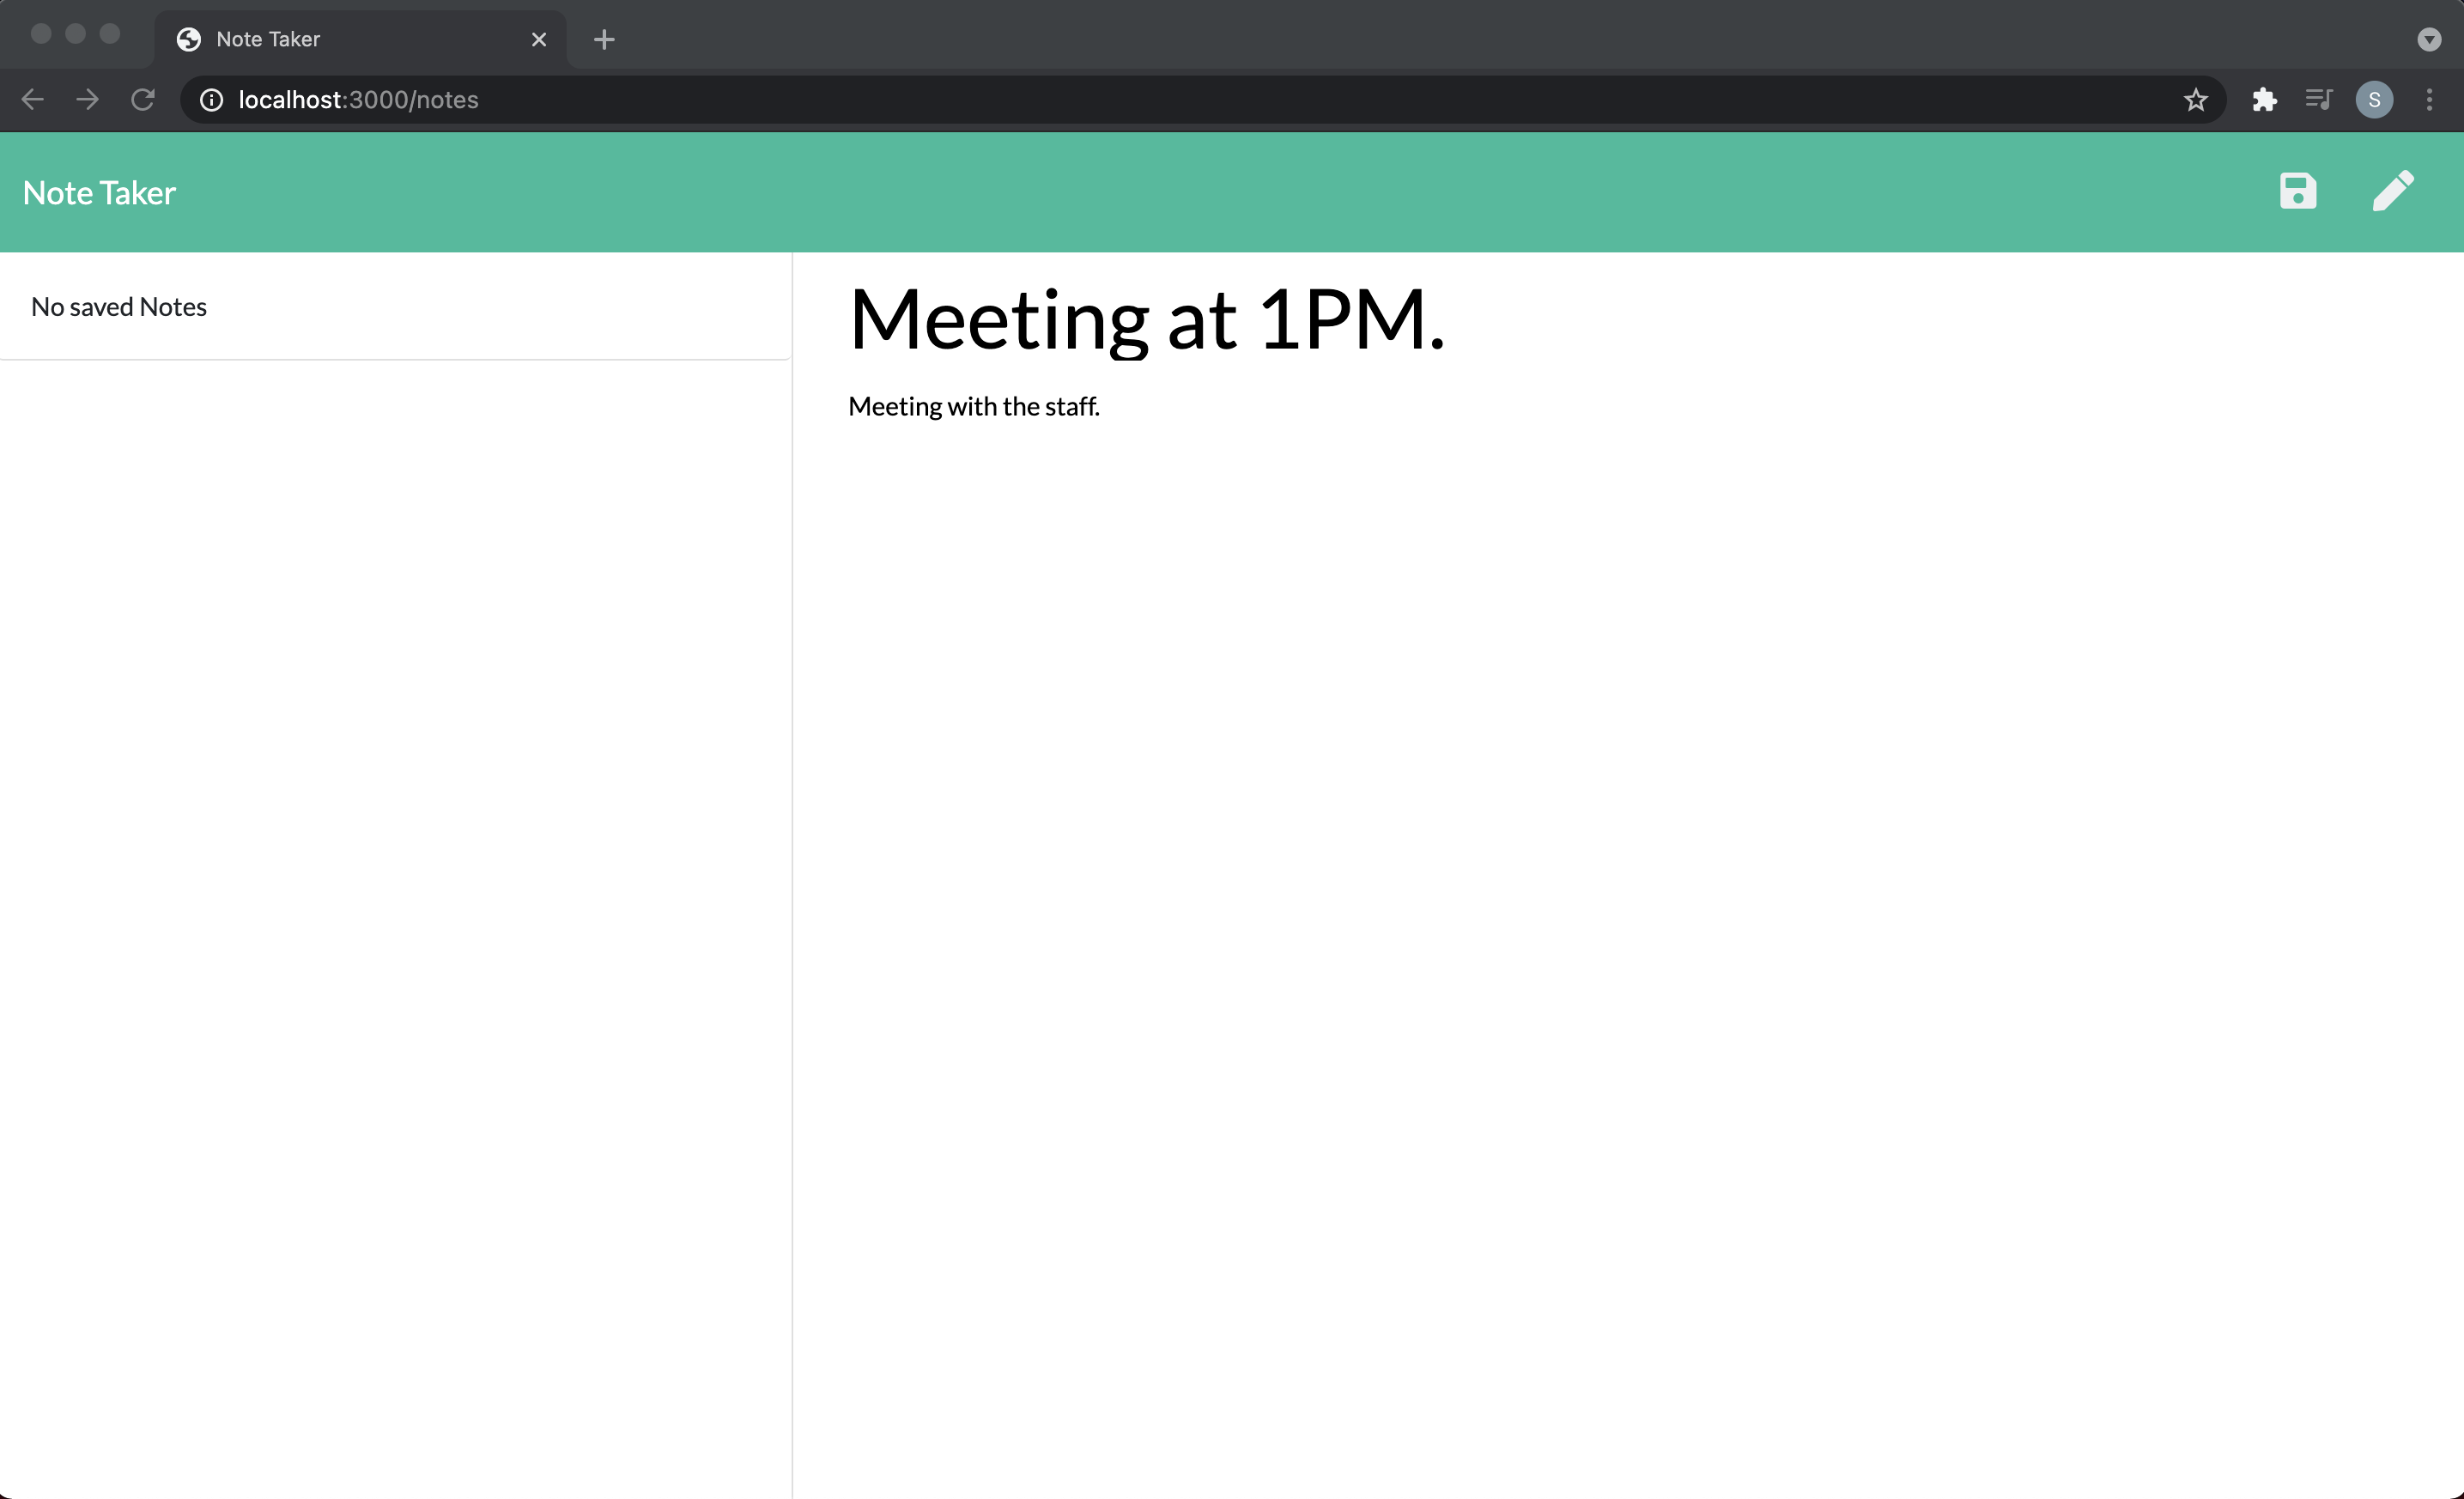 Note Taker
localhost:3000/notes
S
Note Taker
No saved Notes
Meeting at 1PM.
Meeting with the staff.